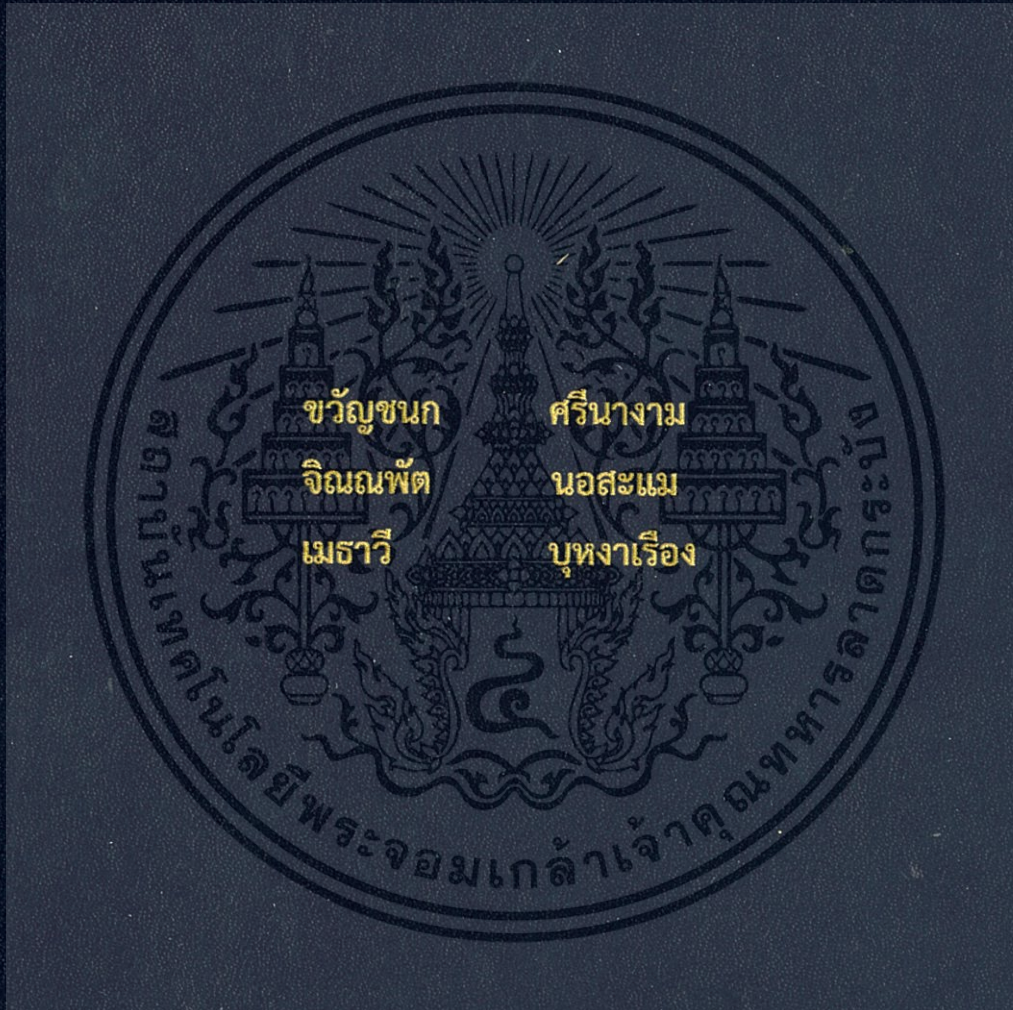 ขวัญชนก ศรีนางาม
จิณณพัต นอสะแม
เมธาวี บุหงาเรือง
สถาบันเทคโนโลยีพระจอมเกล้าเจ้าคุณทหารลาดกระบัง
๔